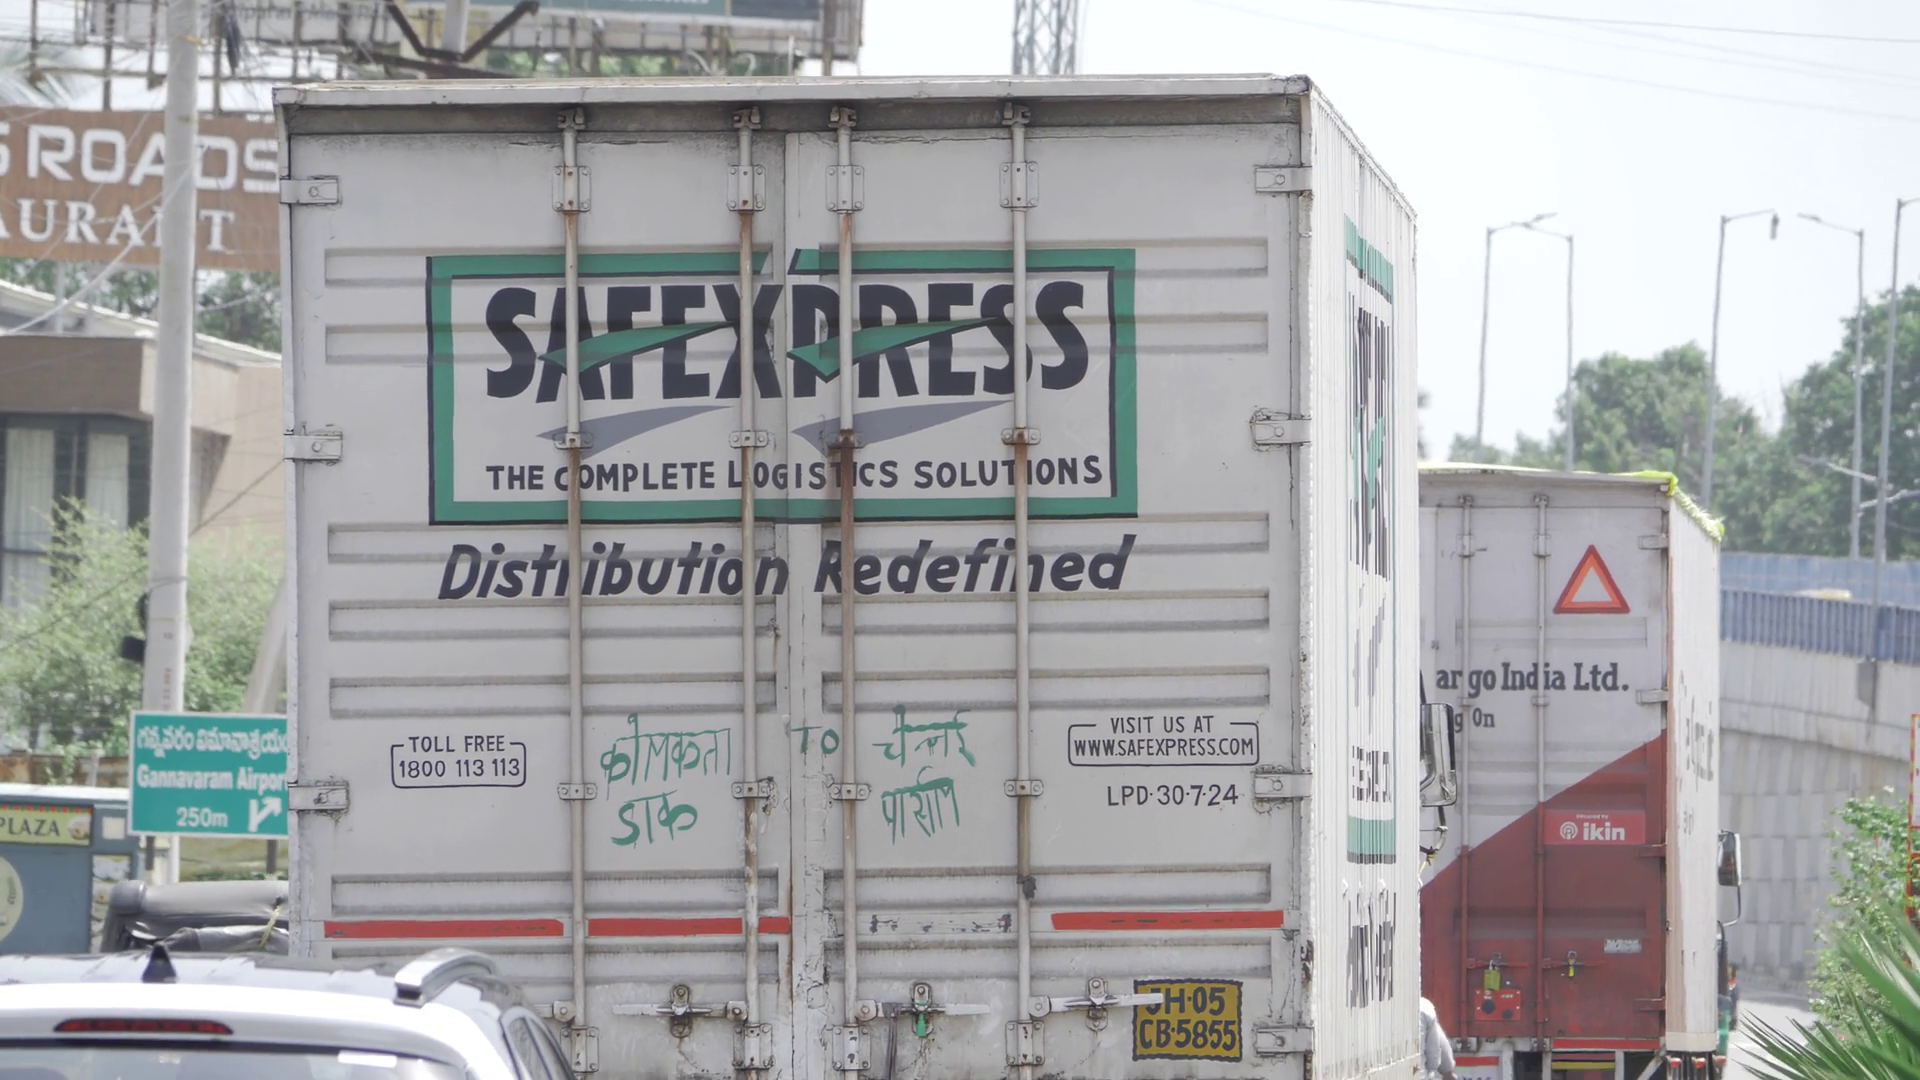 ROADS
SAFEXPRESS
THE COMPLETE LOGISTICS SOLUTIONS
Distribution Redefined
TOLL FREE
1800 113 113
कोलकता TO चेन्नई
डाक पार्सल
VISIT US AT
WWW.SAFEXPRESS.COM
LPD·30·7·24
JH·05
CB·5855
గన్నవరం విమానాశ్రయం
Gannavaram Airport
250m
PLAZA
India Ltd.
On
ikin